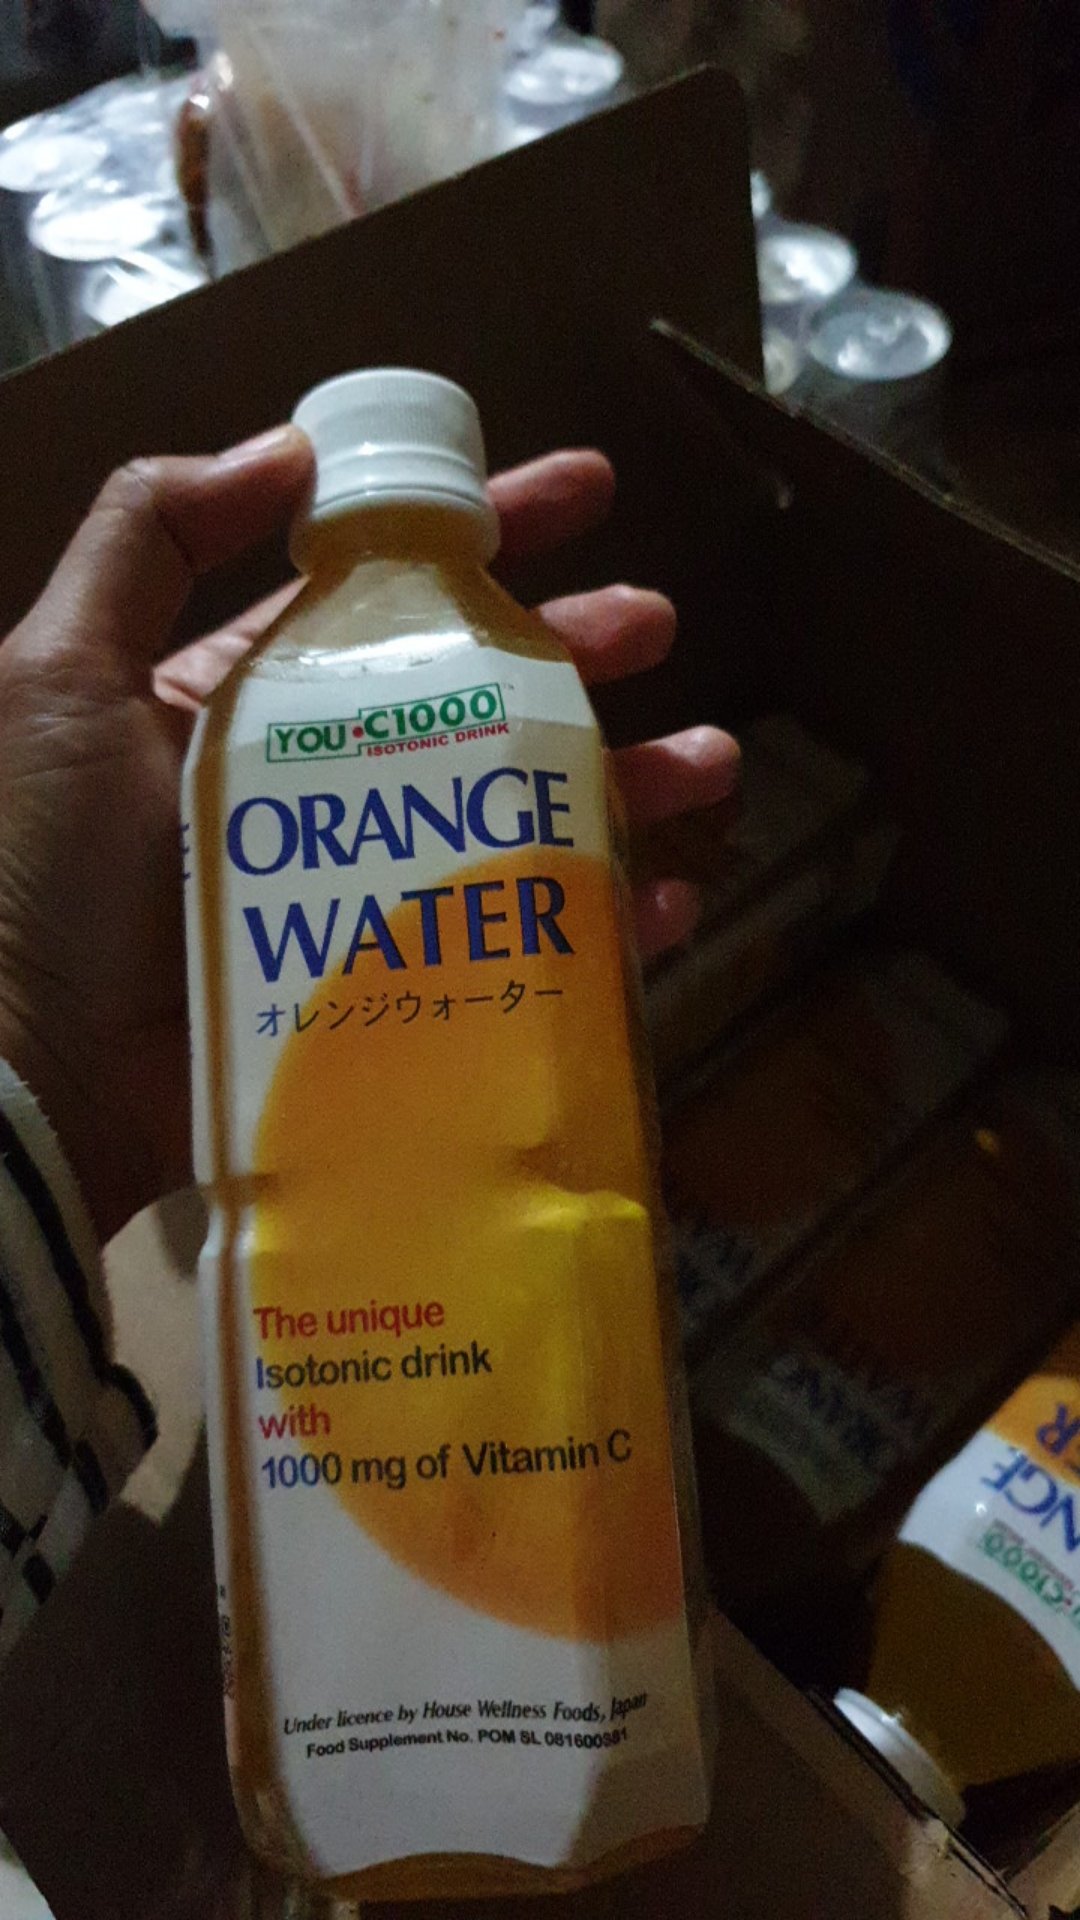 YOU•C1000
ISOTONIC DRINK
ORANGE
WATER
オレンジウォーター
The unique
Isotonic drink
with
1000 mg of Vitamin C
Under licence by House Wellness Foods, Japan
Food Supplement No. POM SL 081600981